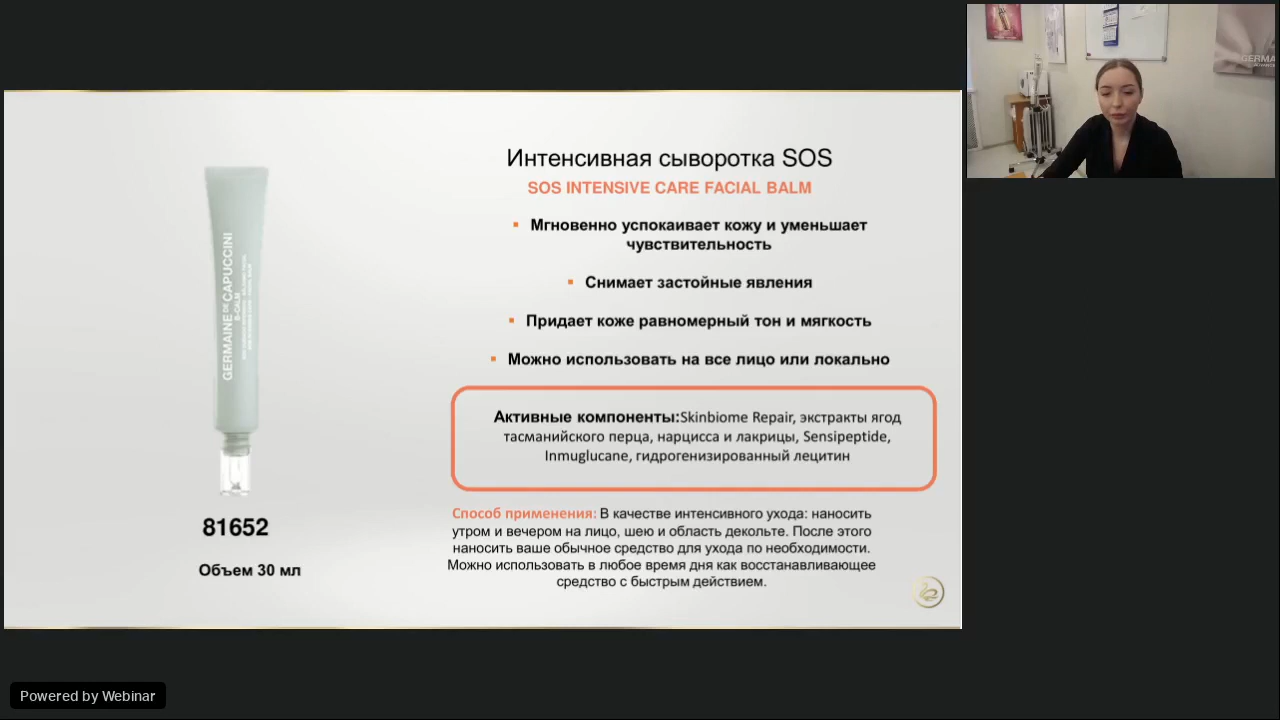 GERMA
Интенсивная сыворотка SOS
SOS INTENSIVE CARE FACIAL BALM
▪ Мгновенно успокаивает кожу и уменьшает
чувствительность
▪ Снимает застойные явления
▪ Придает коже равномерный тон и мягкость
▪ Можно использовать на все лицо или локально
Активные компоненты:Skinbiome Repair, экстракты ягод
тасманийского перца, нарцисса и лакрицы, Sensipeptide,
Inmuglucane, гидрогенизированный лецитин
Способ применения: В качестве интенсивного ухода: наносить
утром и вечером на лицо, шею и область декольте. После этого
наносить ваше обычное средство для ухода по необходимости.
Можно использовать в любое время дня как восстанавливающее
средство с быстрым действием.
GERMAINE DE CAPUCCINI
B-CALM
81652
Объем 30 мл
Powered by Webinar